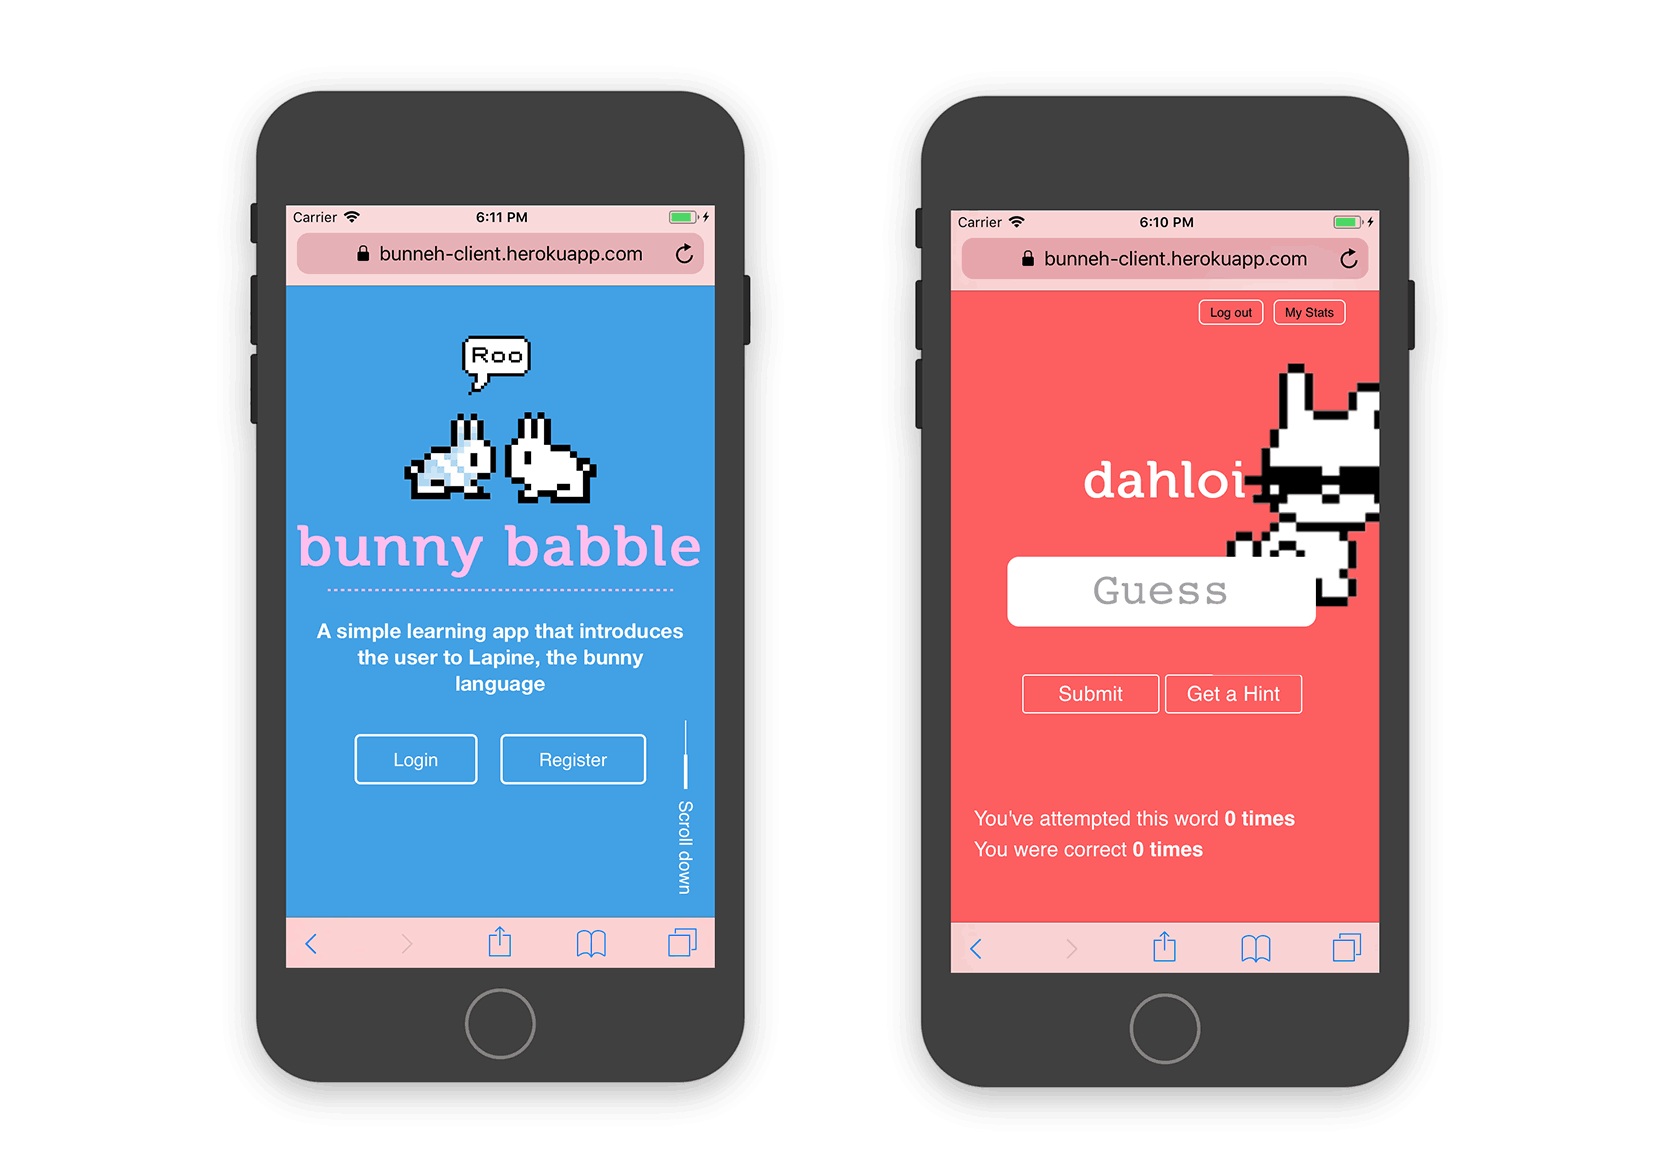 Carrier 6:11 PM
bunneh-client.herokuapp.com
Roo
bunny babble
A simple learning app that introduces
the user to Lapine, the bunny
language
Login Register
Scroll down
Carrier 6:10 PM
bunneh-client.herokuapp.com
Log out My Stats
dahloi
Guess
Submit Get a Hint
You've attempted this word 0 times
You were correct 0 times